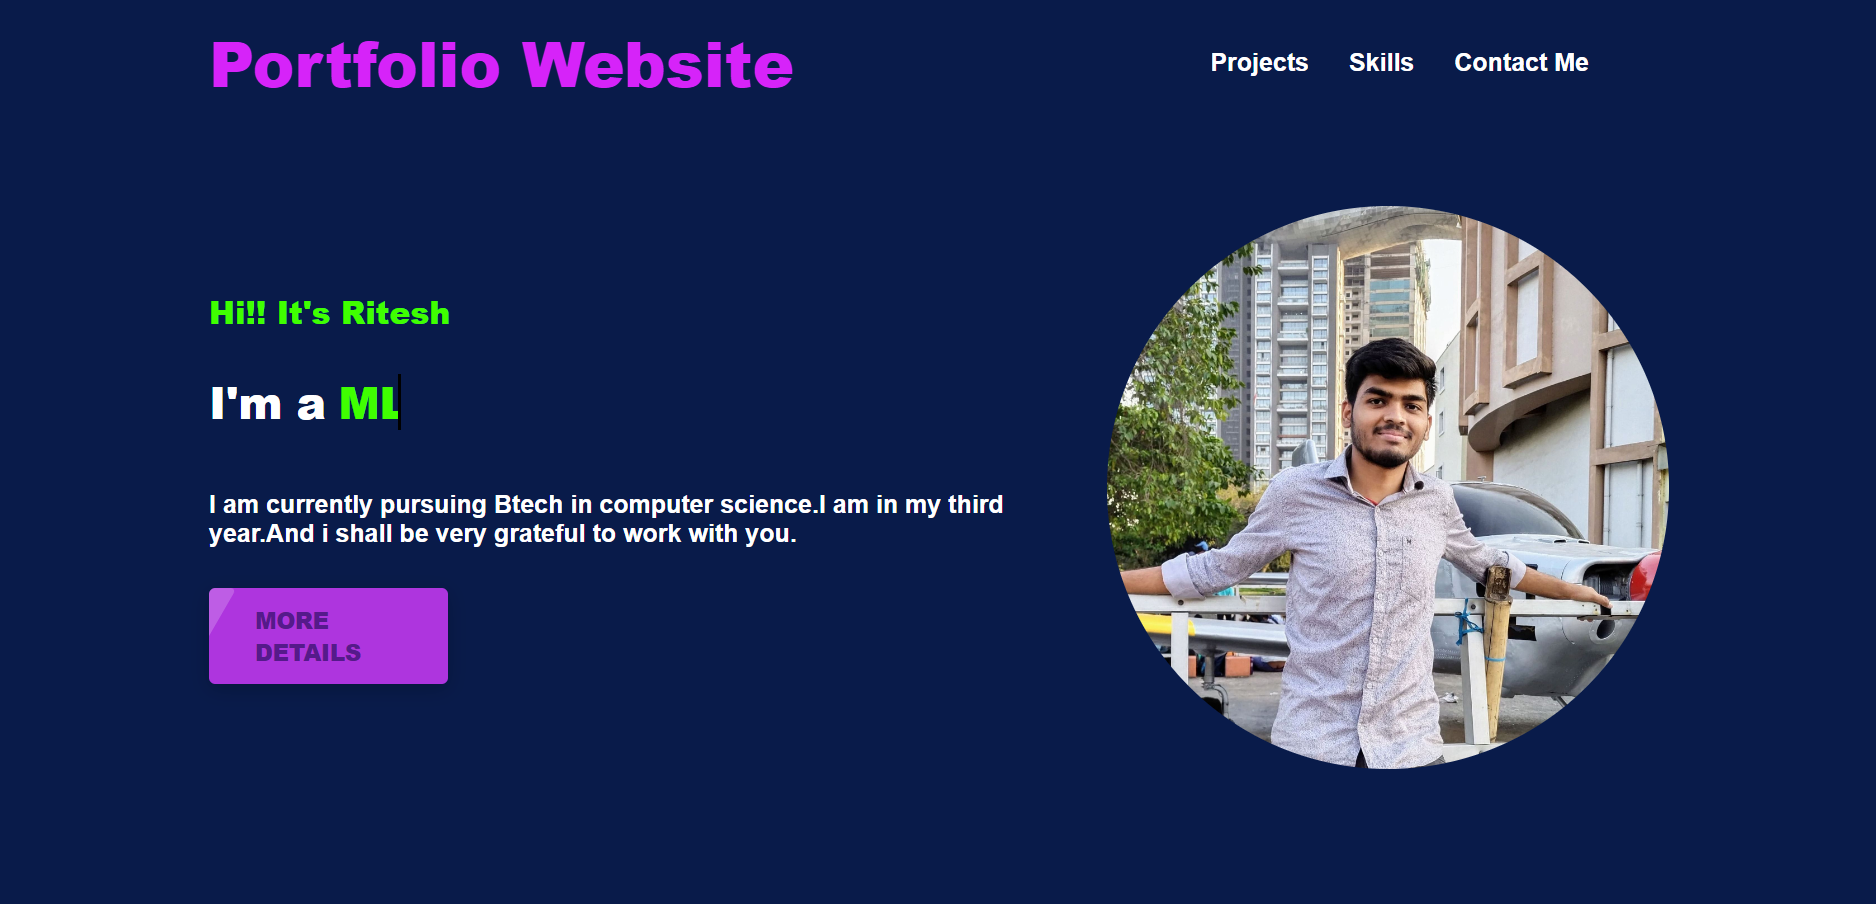 Portfolio Website
Projects Skills Contact Me
Hi!! It's Ritesh
I'm a ML
I am currently pursuing Btech in computer science.I am in my third
year.And i shall be very grateful to work with you.
MORE
DETAILS